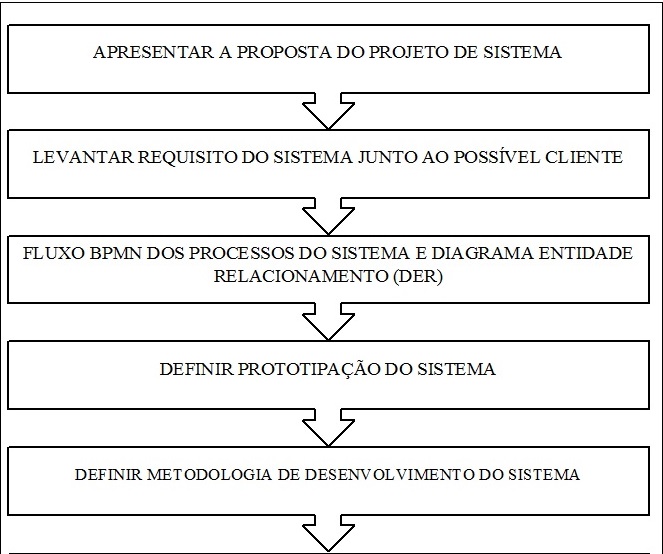 APRESENTAR A PROPOSTA DO PROJETO DE SISTEMA
LEVANTAR REQUISITO DO SISTEMA JUNTO AO POSSÍVEL CLIENTE
FLUXO BPMN DOS PROCESSOS DO SISTEMA E DIAGRAMA ENTIDADE
RELACIONAMENTO (DER)
DEFINIR PROTOTIPAÇÃO DO SISTEMA
DEFINIR METODOLOGIA DE DESENVOLVIMENTO DO SISTEMA